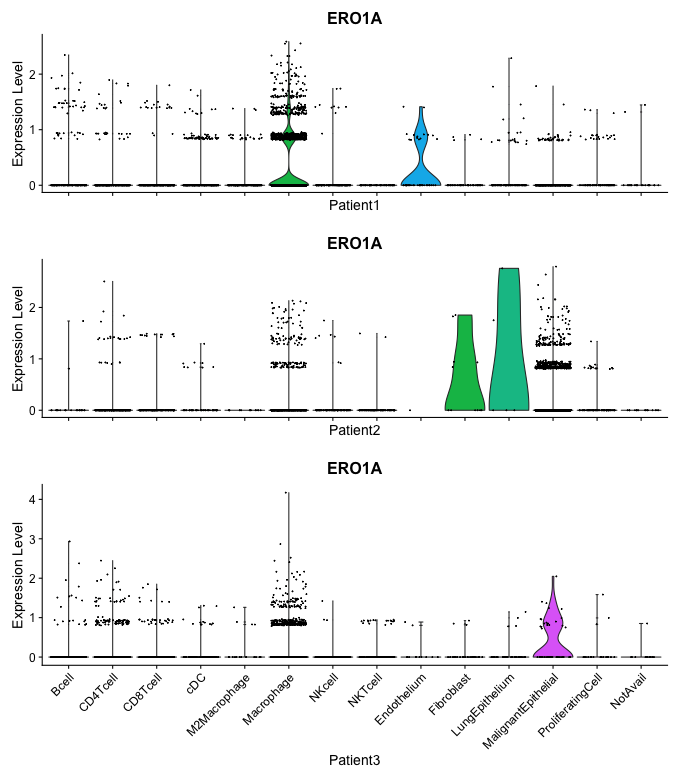 ERO1A
Expression Level
2
1
0
Patient1
ERO1A
Expression Level
2
1
0
Patient2
ERO1A
Expression Level
4
3
2
1
0
Bcell
CD4Tcell
CD8Tcell
cDC
M2Macrophage
Macrophage
NKcell
NKTcell
Endothelium
Fibroblast
LungEpithelium
MalignantEpithelial
ProliferatingCell
NotAvail
Patient3